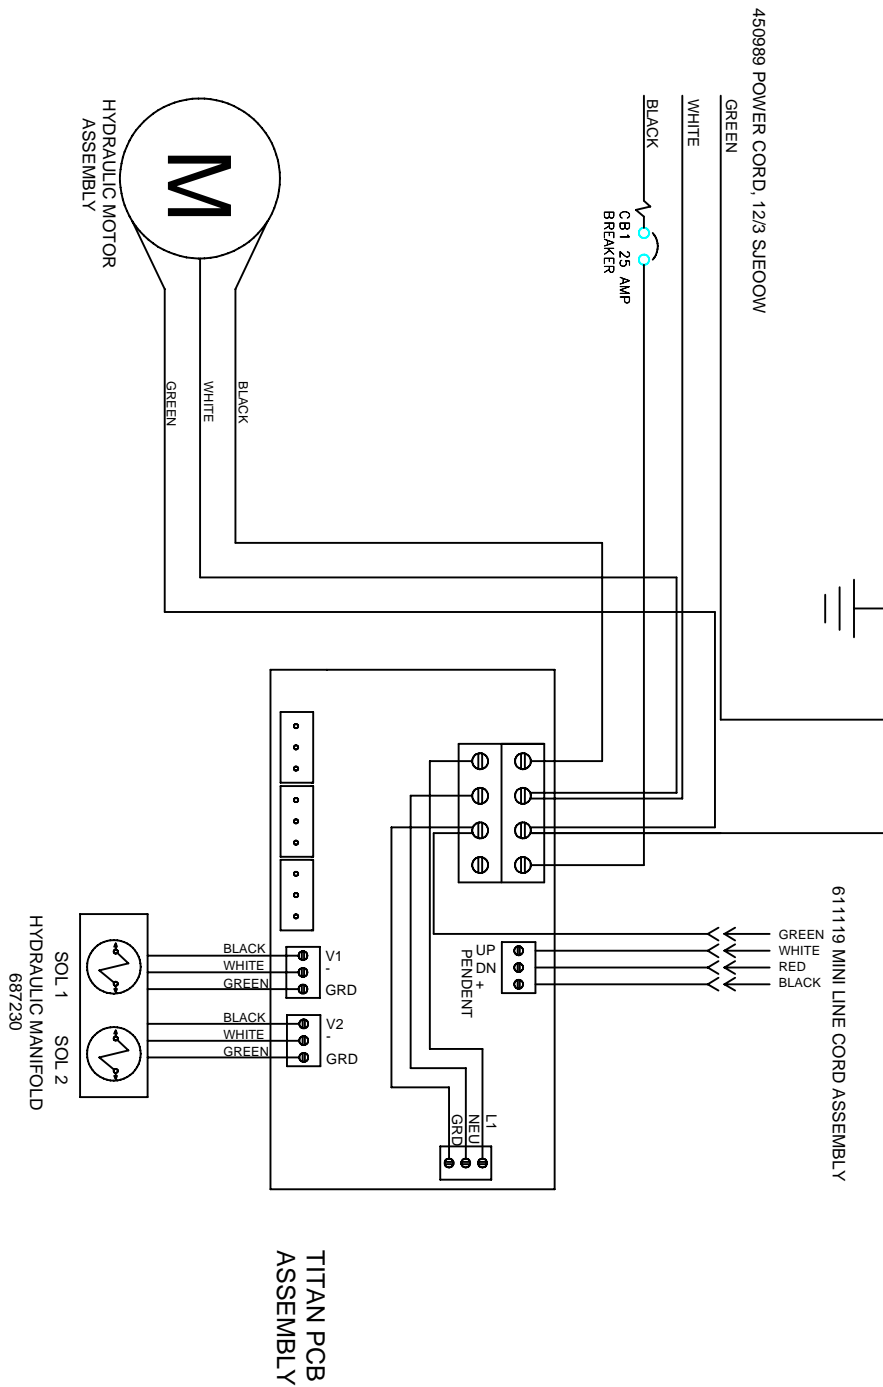 450989 POWER CORD, 12/3 SJEOOW
GREEN
WHITE
BLACK
CB1 25 AMP
BREAKER
M
HYDRAULIC MOTOR
ASSEMBLY
BLACK
WHITE
GREEN
611119 MINI LINE CORD ASSEMBLY
GREEN
WHITE
RED
BLACK
UP
DN
+
PENDENT
BLACK
WHITE
GREEN
V1
-
GRD
BLACK
WHITE
GREEN
V2
-
GRD
SOL 1
SOL 2
HYDRAULIC MANIFOLD
687230
L1
NEU
GRD
TITAN PCB
ASSEMBLY